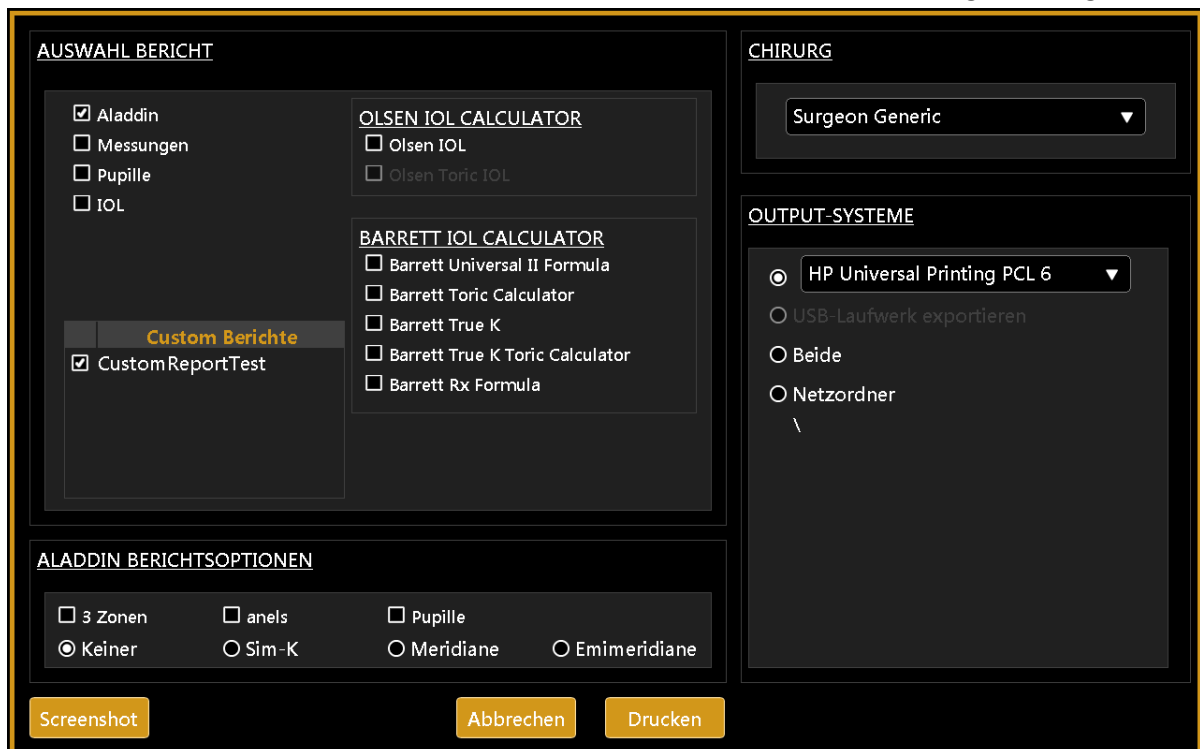 AUSWAHL BERICHT
Aladdin
Messungen
Pupille
IOL
Custom Berichte
CustomReportTest
OLSEN IOL CALCULATOR
Olsen IOL
Olsen Toric IOL
BARRETT IOL CALCULATOR
Barrett Universal II Formula
Barrett Toric Calculator
Barrett True K
Barrett True K Toric Calculator
Barrett Rx Formula
ALADDIN BERICHTSOPTIONEN
3 Zonen anels Pupille
Keiner Sim-K Meridiane Emimeridiane
CHIRURG
Surgeon Generic
OUTPUT-SYSTEME
HP Universal Printing PCL 6
USB-Laufwerk exportieren
Beide
Netzordner
\
Screenshot Abbrechen Drucken